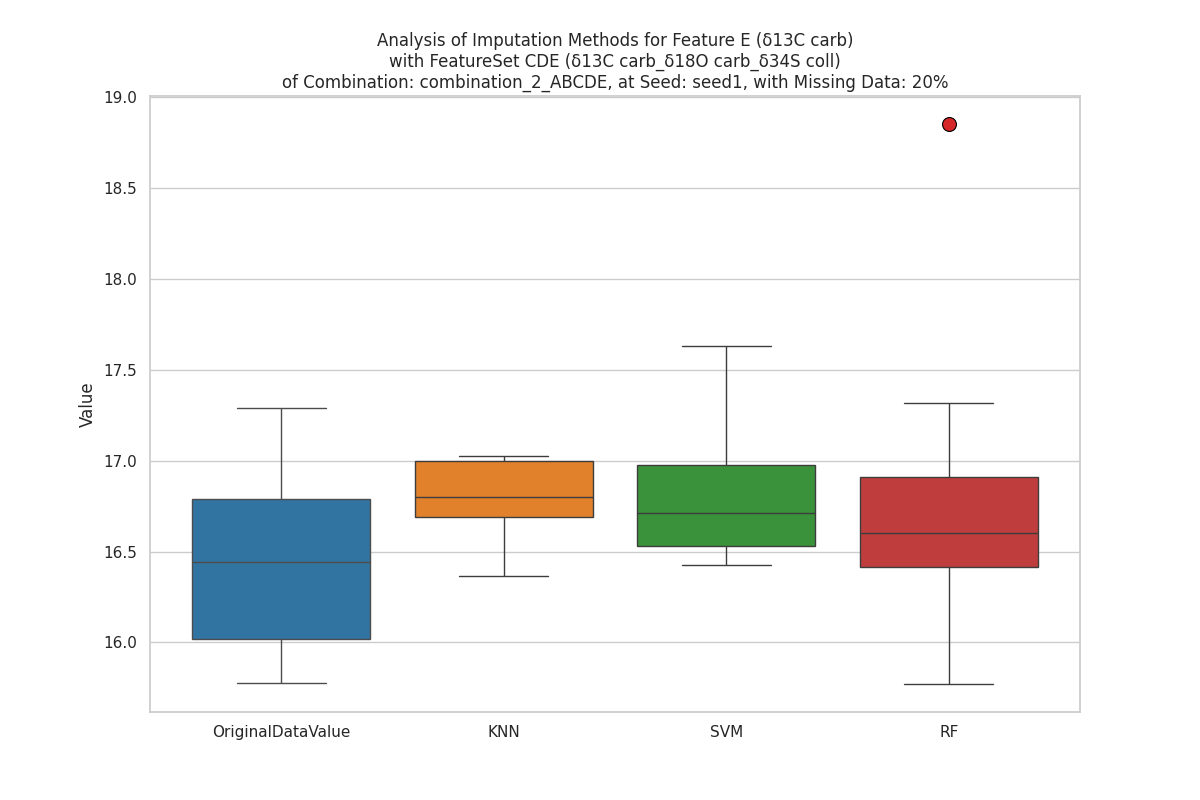 Analysis of Imputation Methods for Feature E (δ13C carb)
with FeatureSet CDE (δ13C carb_δ18O carb_δ34S coll)
of Combination: combination_2_ABCDE, at Seed: seed1, with Missing Data: 20%
19.0
18.5
18.0
17.5
17.0
16.5
16.0
Value
OriginalDataValue
KNN
SVM
RF